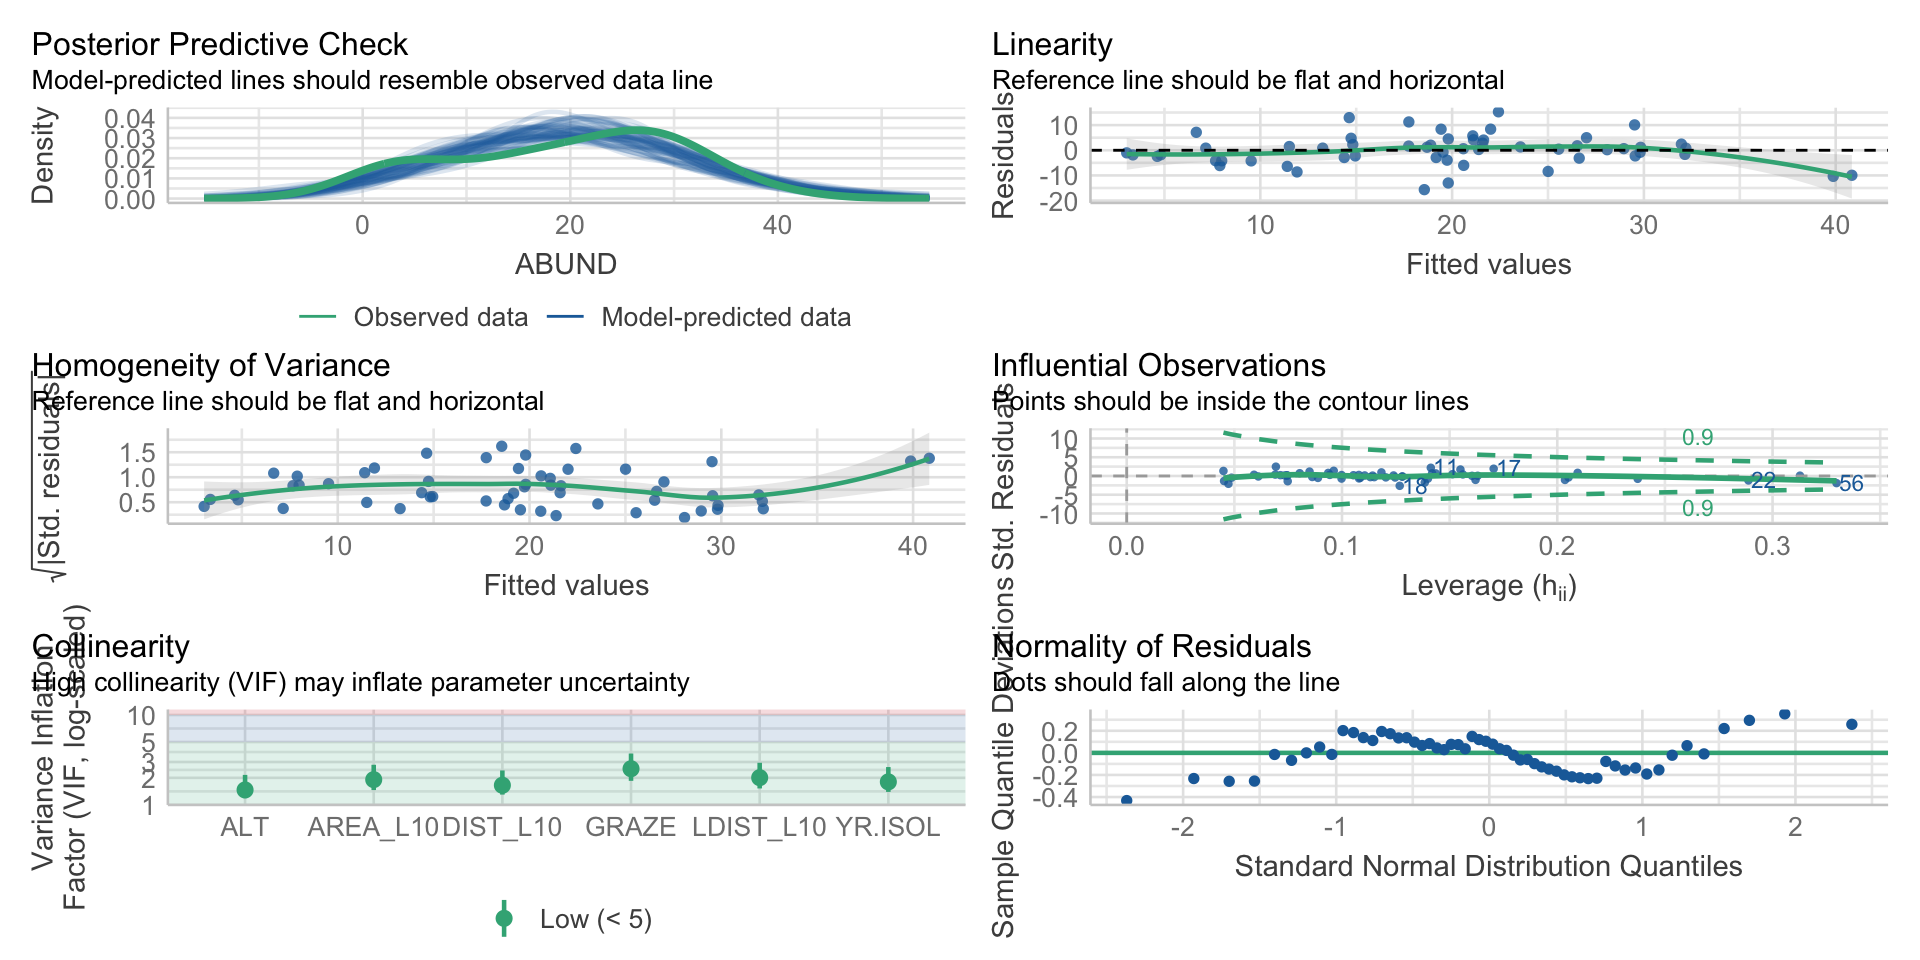 Posterior Predictive Check
Model-predicted lines should resemble observed data line
Density
0.04
0.03
0.02
0.01
0.00
0 20 40
ABUND
Observed data Model-predicted data
Linearity
Reference line should be flat and horizontal
Residuals
10
0
-10
-20
10 20 30 40
Fitted values
Homogeneity of Variance
Reference line should be flat and horizontal
√|Std. residuals|
1.5
1.0
0.5
10 20 30 40
Fitted values
Influential Observations
Points should be inside the contour lines
Std. Residuals
10
5
0
-5
-10
0.9
11
17
18
22
56
0.9
0.0 0.1 0.2 0.3
Leverage (hii)
Collinearity
High collinearity (VIF) may inflate parameter uncertainty
Variance Inflation
Factor (VIF, log-scaled)
10
5
3
2
1
ALT AREA_L10 DIST_L10 GRAZE LDIST_L10 YR.ISOL
Low (< 5)
Normality of Residuals
Dots should fall along the line
Sample Quantile Deviations
0.2
0.0
-0.2
-0.4
-2 -1 0 1 2
Standard Normal Distribution Quantiles